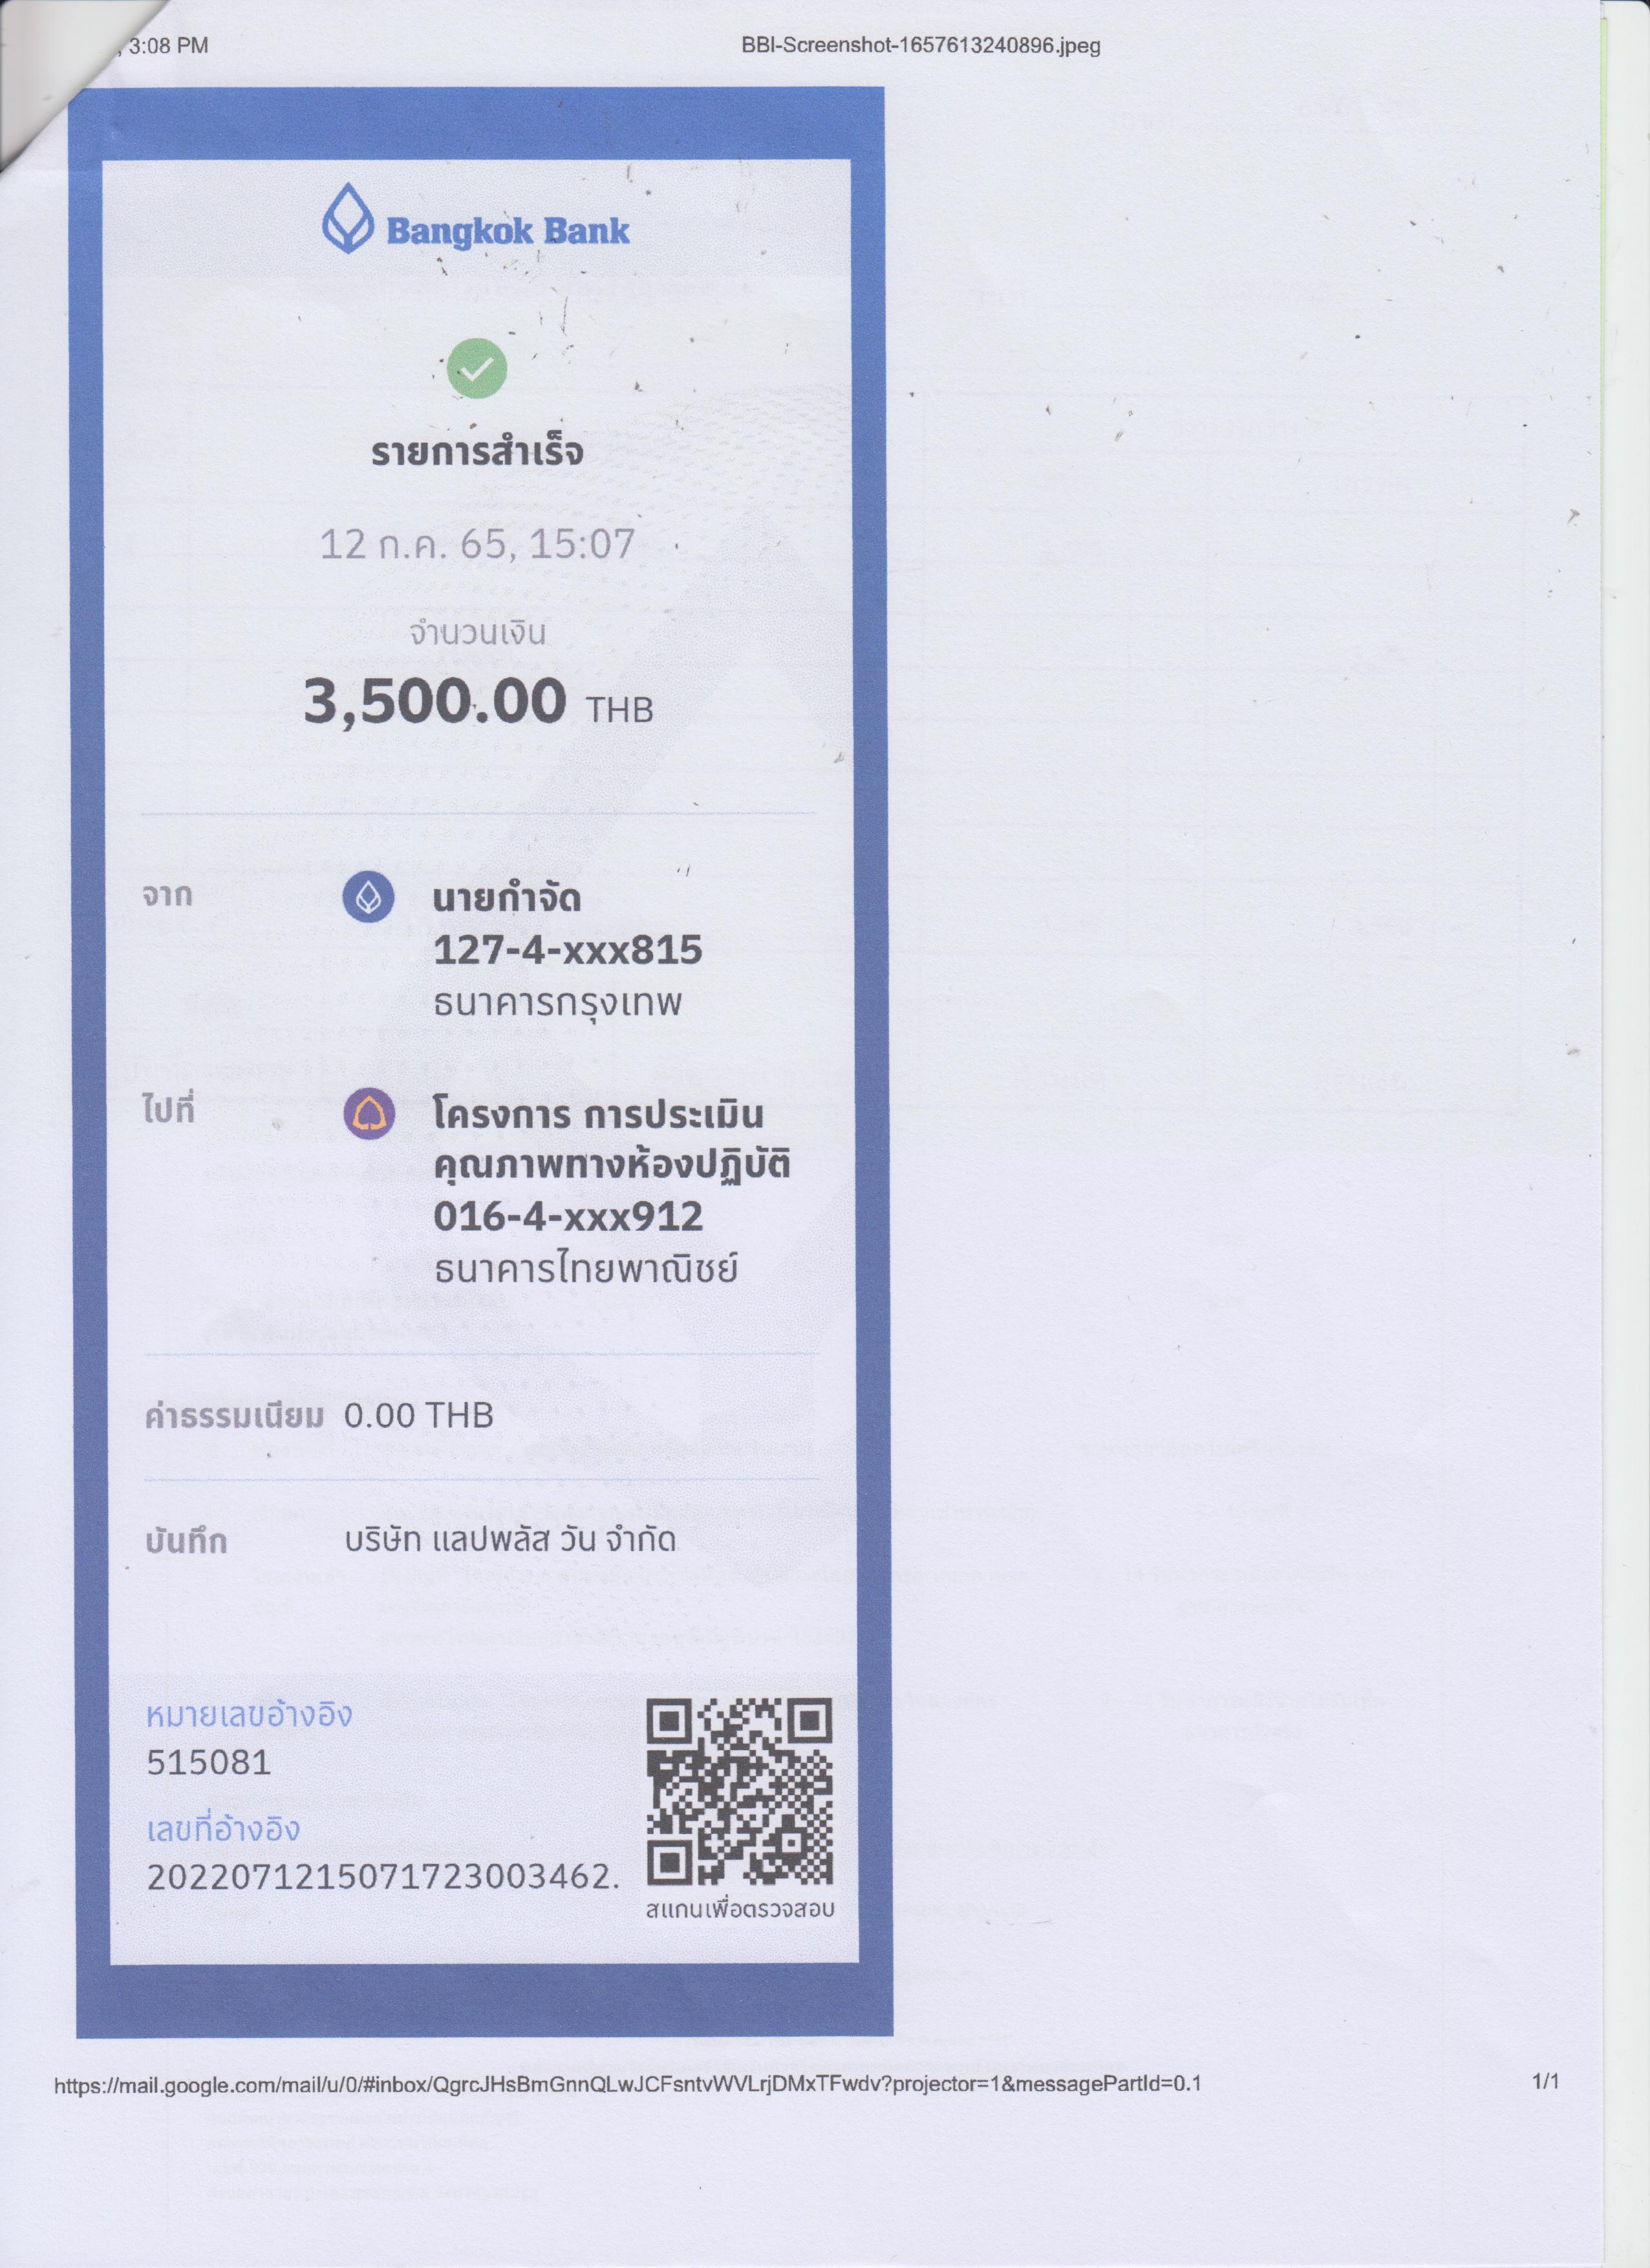 , 3:08 PM
BBI-Screenshot-1657613240896.jpeg
Bangkok Bank
รายการสำเร็จ
12 ก.ค. 65, 15:07
จำนวนเงิน
3,500.00 THB
จาก
นายกำจัด
127-4-xxx815
ธนาคารกรุงเทพ
ไปที่
โครงการ การประเมิน
คุณภาพทางห้องปฏิบัติ
016-4-xxx912
ธนาคารไทยพาณิชย์
ค่าธรรมเนียม 0.00 THB
บันทึก บริษัท แลปพลัส วัน จำกัด
หมายเลขอ้างอิง
515081
เลขที่อ้างอิง
2022071215071723003462.
สแกนเพื่อตรวจสอบ
https://mail.google.com/mail/u/0/#inbox/QgrcJHsBmGnnQLwJCFsntvWVLrjDMxTFwdv?projector=1&messagePartId=0.1
1/1